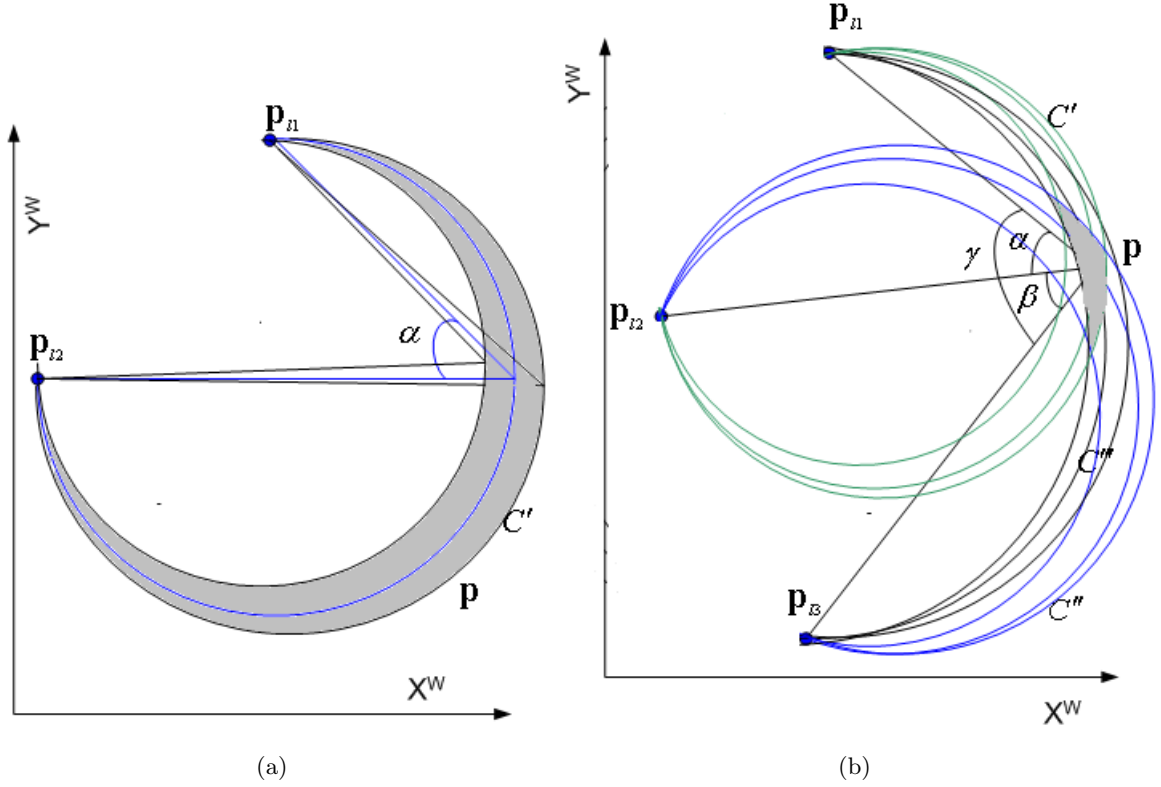 p_l1
Y^W
α
p_l2
C'
p
X^W
(a)
p_l1
Y^W
C'
p
α
γ
β
p_l2
C'''
p_l3
C''
X^W
(b)